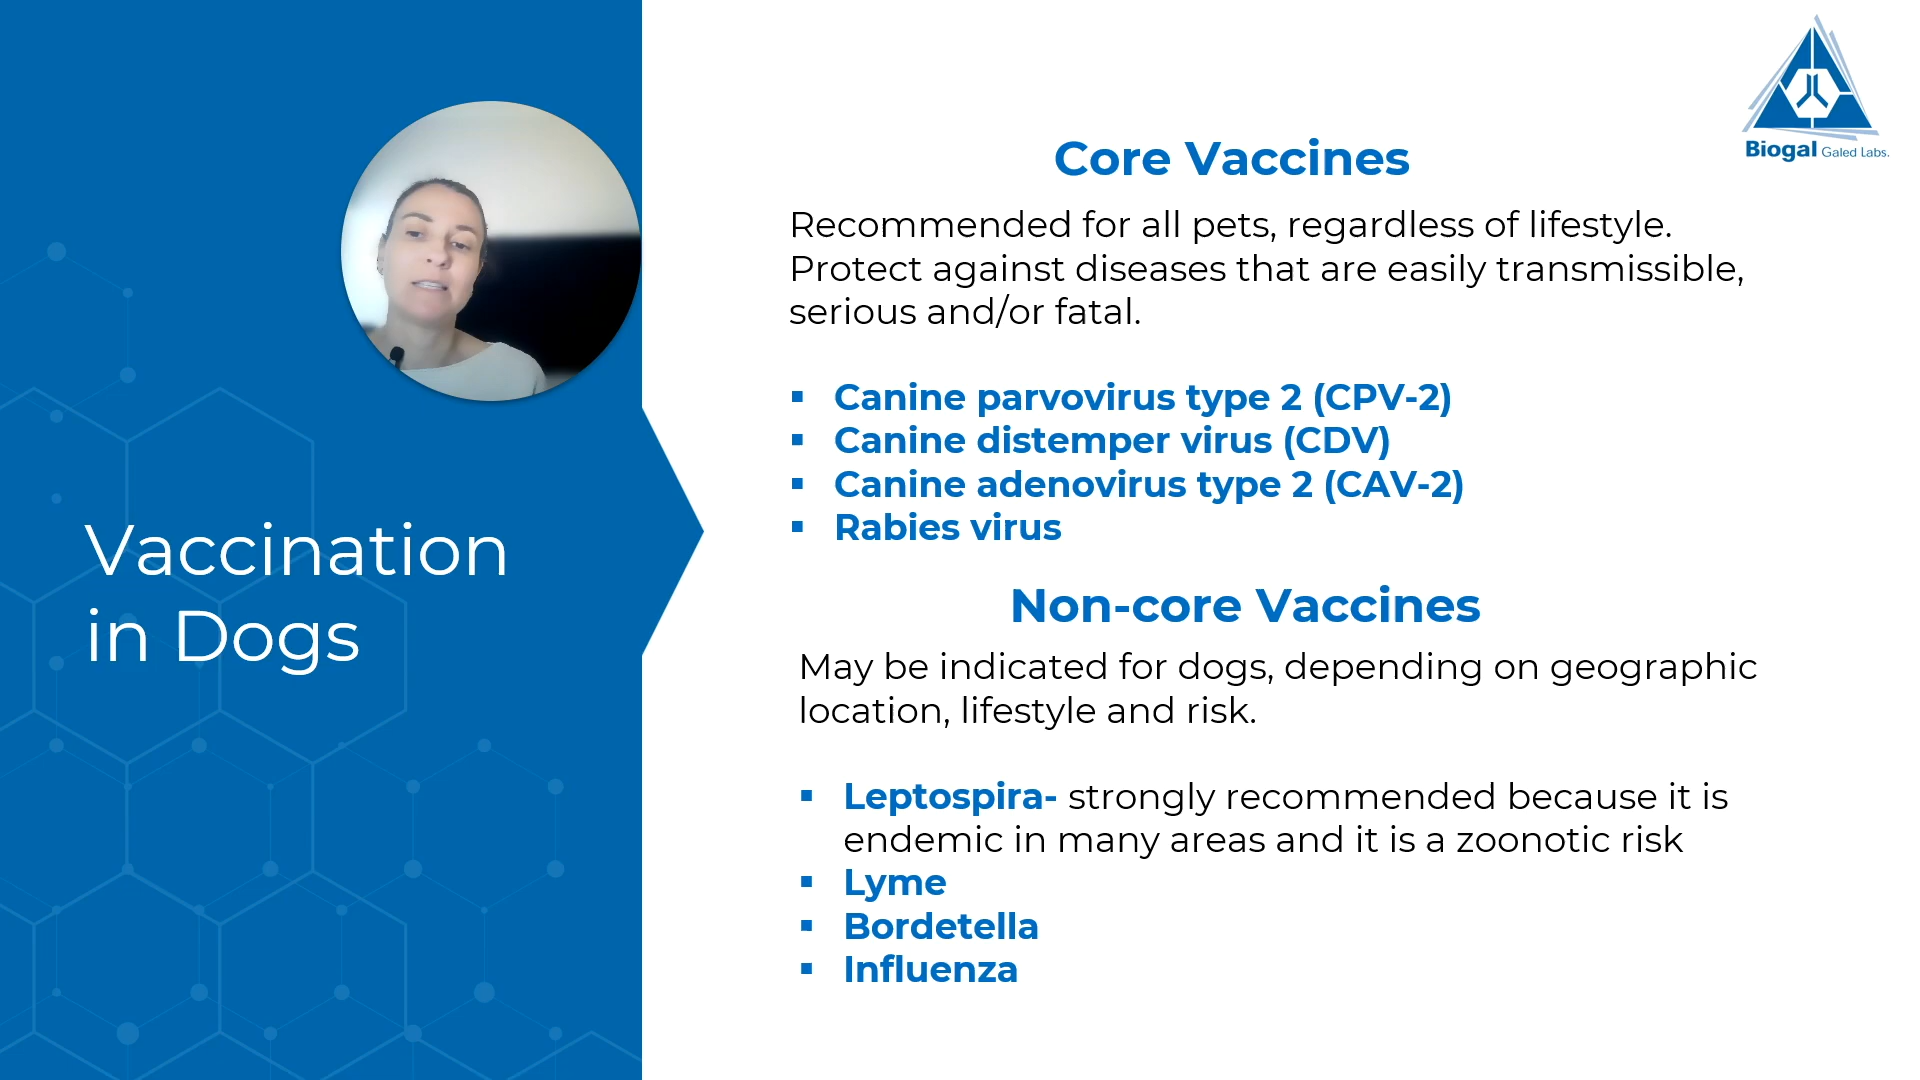 Biogal Galed Labs.
Vaccination
in Dogs
Core Vaccines
Recommended for all pets, regardless of lifestyle.
Protect against diseases that are easily transmissible,
serious and/or fatal.
▪ Canine parvovirus type 2 (CPV-2)
▪ Canine distemper virus (CDV)
▪ Canine adenovirus type 2 (CAV-2)
▪ Rabies virus
Non-core Vaccines
May be indicated for dogs, depending on geographic
location, lifestyle and risk.
▪ Leptospira- strongly recommended because it is
endemic in many areas and it is a zoonotic risk
▪ Lyme
▪ Bordetella
▪ Influenza